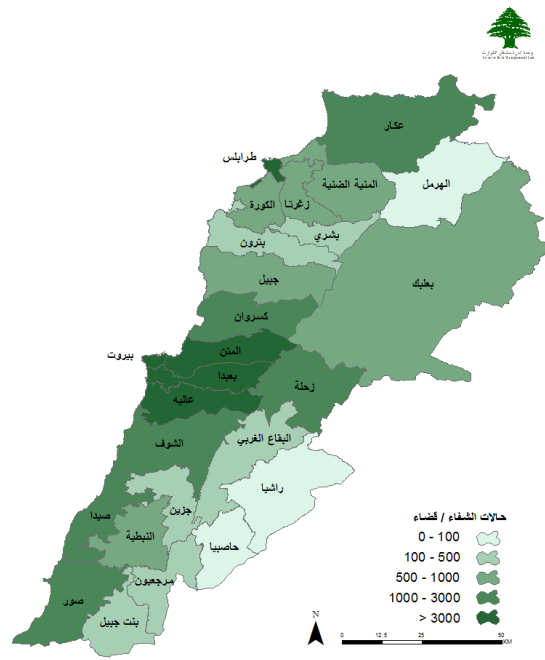 عكار
طرابلس
الهرمل
المنية الضنية
زغرتا
الكورة
بشري
بترون
جبيل
بعلبك
كسروان
المتن
بيروت
بعبدا
زحلة
عاليه
البقاع الغربي
الشوف
راشيا
جزين
صيدا
النبطية
حاصبيا
مرجعيون
صور
بنت جبيل
حالات الشفاء / قضاء
0 - 100
100 - 500
500 - 1000
1000 - 3000
> 3000
N
0 12.5 25 50 KM